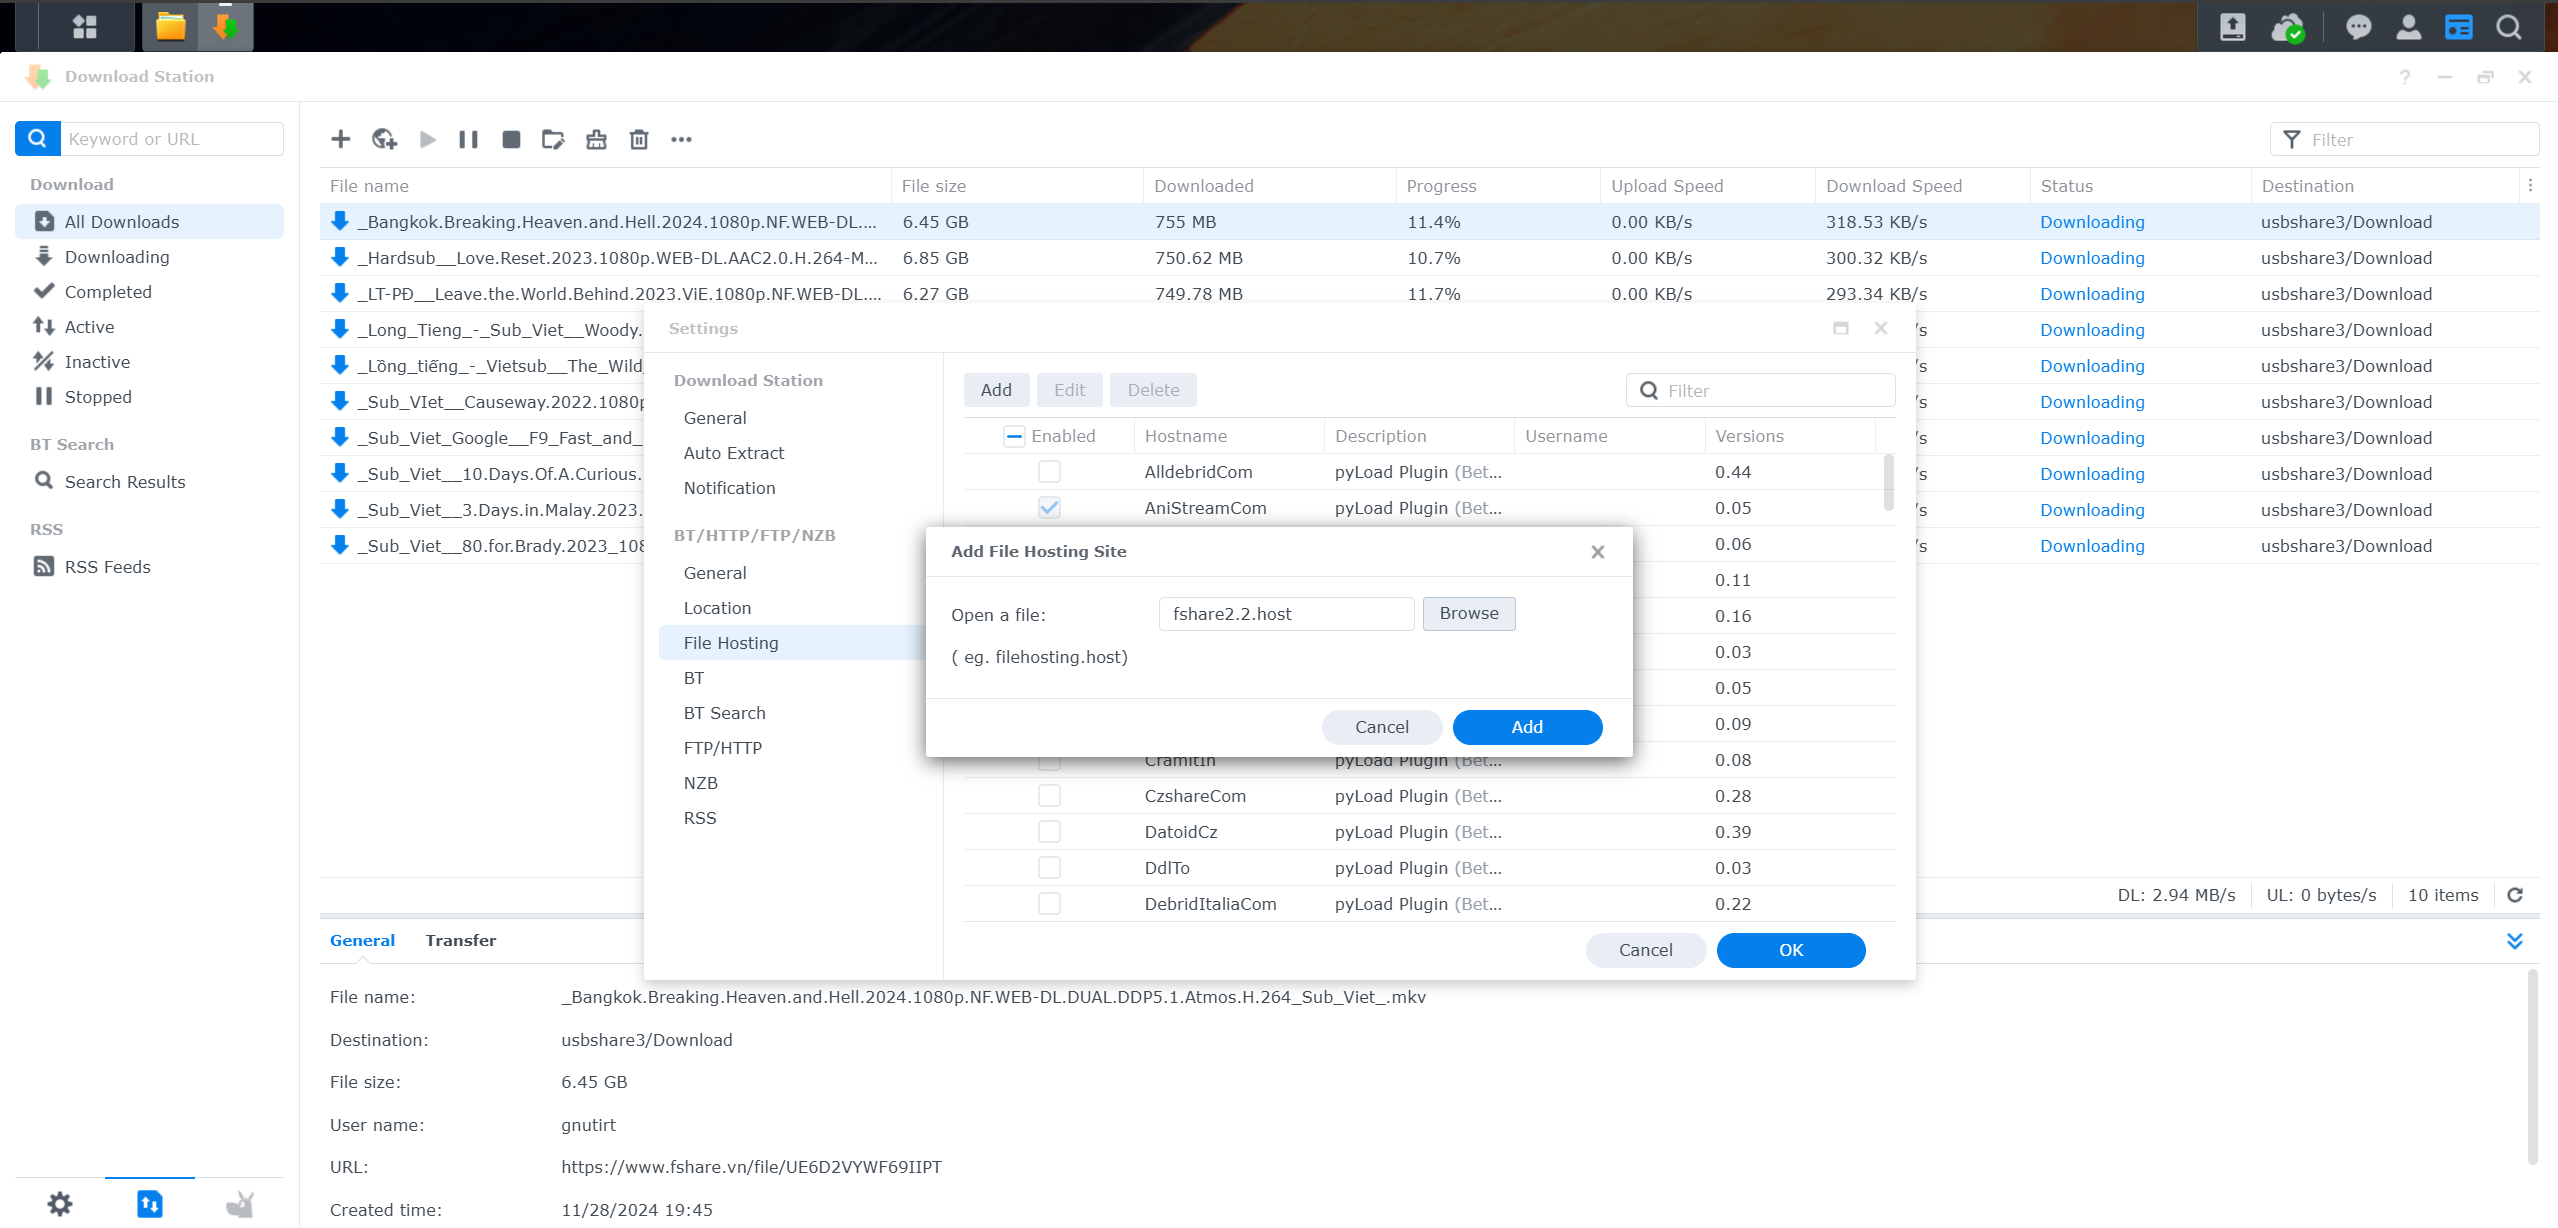 Download Station
Keyword or URL
Download
All Downloads
Downloading
Completed
Active
Inactive
Stopped
BT Search
Search Results
RSS
RSS Feeds
Filter
File name File size Downloaded Progress Upload Speed Download Speed Status Destination
_Bangkok.Breaking.Heaven.and.Hell.2024.1080p.NF.WEB-DL.... 6.45 GB 755 MB 11.4% 0.00 KB/s 318.53 KB/s Downloading usbshare3/Download
_Hardsub__Love.Reset.2023.1080p.WEB-DL.AAC2.0.H.264-M... 6.85 GB 750.62 MB 10.7% 0.00 KB/s 300.32 KB/s Downloading usbshare3/Download
_LT-PĐ__Leave.the.World.Behind.2023.ViE.1080p.NF.WEB-DL.... 6.27 GB 749.78 MB 11.7% 0.00 KB/s 293.34 KB/s Downloading usbshare3/Download
_Long_Tieng_-_Sub_Viet__Woody. /s Downloading usbshare3/Download
_Lồng_tiếng_-_Vietsub__The_Wild_ /s Downloading usbshare3/Download
_Sub_VIet__Causeway.2022.1080p /s Downloading usbshare3/Download
_Sub_Viet_Google__F9_Fast_and_ /s Downloading usbshare3/Download
_Sub_Viet__10.Days.Of.A.Curious. /s Downloading usbshare3/Download
_Sub_Viet__3.Days.in.Malay.2023. /s Downloading usbshare3/Download
_Sub_Viet__80.for.Brady.2023_108 /s Downloading usbshare3/Download
Settings
Download Station
General
Auto Extract
Notification
BT/HTTP/FTP/NZB
General
Location
File Hosting
BT
BT Search
FTP/HTTP
NZB
RSS
Add Edit Delete Filter
Enabled Hostname Description Username Versions
AlldebridCom pyLoad Plugin (Bet... 0.44
AniStreamCom pyLoad Plugin (Bet... 0.05
0.06
0.11
0.16
0.03
0.05
0.09
CramitIn pyLoad Plugin (Bet... 0.08
CzshareCom pyLoad Plugin (Bet... 0.28
DatoidCz pyLoad Plugin (Bet... 0.39
DdlTo pyLoad Plugin (Bet... 0.03
DebridItaliaCom pyLoad Plugin (Bet... 0.22
Cancel OK
Add File Hosting Site
Open a file: fshare2.2.host Browse
( eg. filehosting.host)
Cancel Add
DL: 2.94 MB/s UL: 0 bytes/s 10 items
General Transfer
File name: _Bangkok.Breaking.Heaven.and.Hell.2024.1080p.NF.WEB-DL.DUAL.DDP5.1.Atmos.H.264_Sub_Viet_.mkv
Destination: usbshare3/Download
File size: 6.45 GB
User name: gnutirt
URL: https://www.fshare.vn/file/UE6D2VYWF69IIPT
Created time: 11/28/2024 19:45